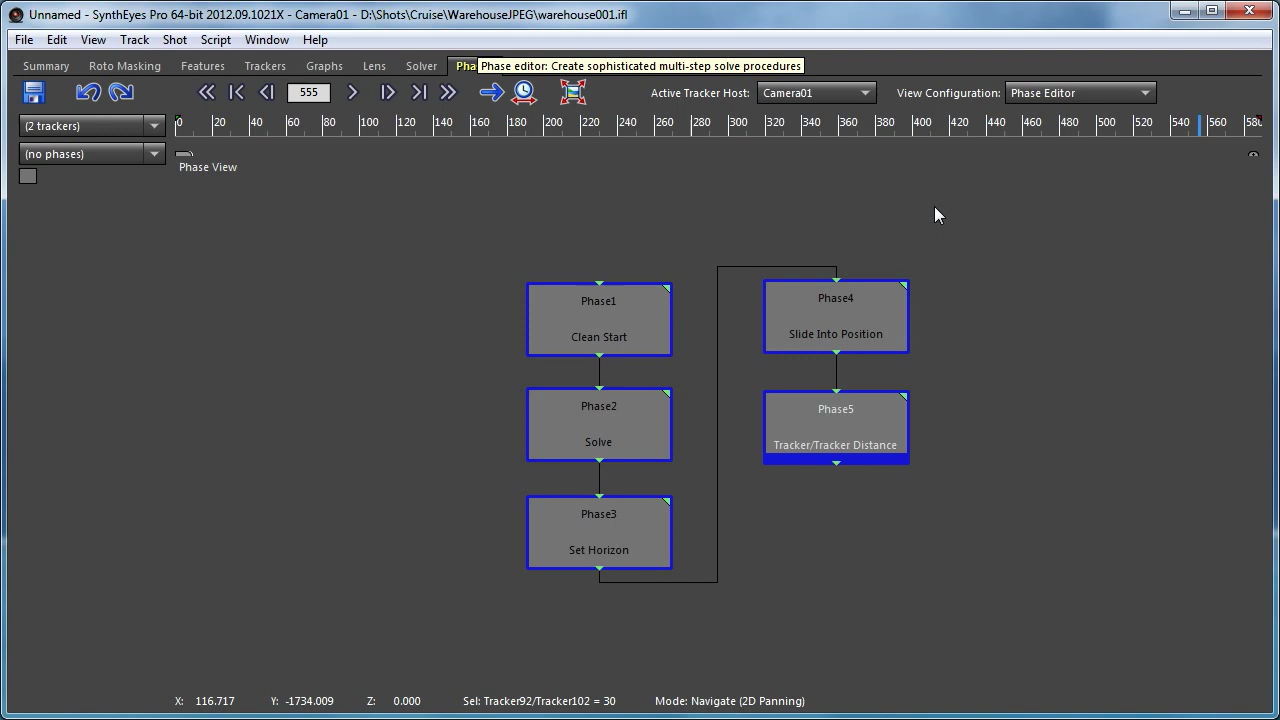 Unnamed - SynthEyes Pro 64-bit 2012.09.1021X - Camera01 - D:\Shots\Cruise\WarehouseJPEG\warehouse001.ifl
File Edit View Track Shot Script Window Help
Summary Roto Masking Features Trackers Graphs Lens Solver Pha
Phase editor: Create sophisticated multi-step solve procedures
555 Active Tracker Host: Camera01 View Configuration: Phase Editor
(2 trackers)
0 20 40 60 80 100 120 140 160 180 200 220 240 260 280 300 320 340 360 380 400 420 440 460 480 500 520 540 560 580
(no phases)
Phase View
Phase1
Clean Start
Phase2
Solve
Phase3
Set Horizon
Phase4
Slide Into Position
Phase5
Tracker/Tracker Distance
X: 116.717 Y: -1734.009 Z: 0.000 Sel: Tracker92/Tracker102 = 30 Mode: Navigate (2D Panning)